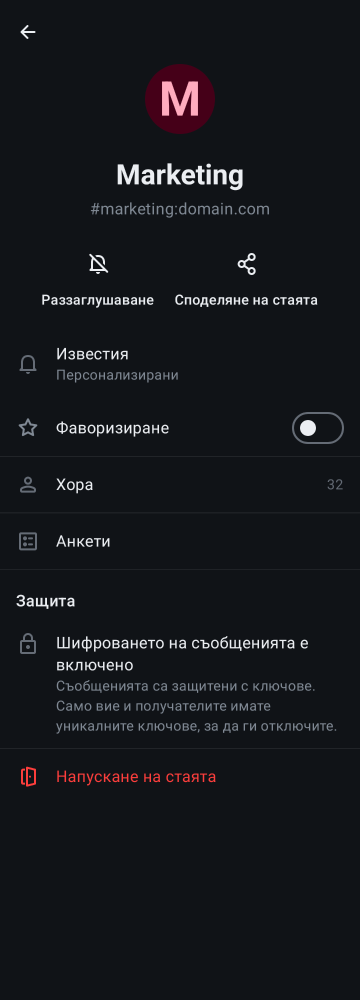 M
Marketing
#marketing:domain.com
Раззаглушаване
Споделяне на стаята
Известия
Персонализирани
Фаворизиране
Хора
32
Анкети
Защита
Шифроването на съобщенията е
включено
Съобщенията са защитени с ключове.
Само вие и получателите имате
уникалните ключове, за да ги отключите.
Напускане на стаята